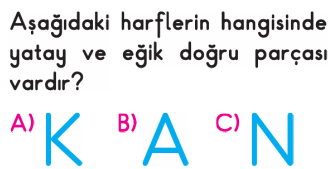 Aşağıdaki harflerin hangisinde
yatay ve eğik doğru parçası
vardır?
A) K B) A C) N